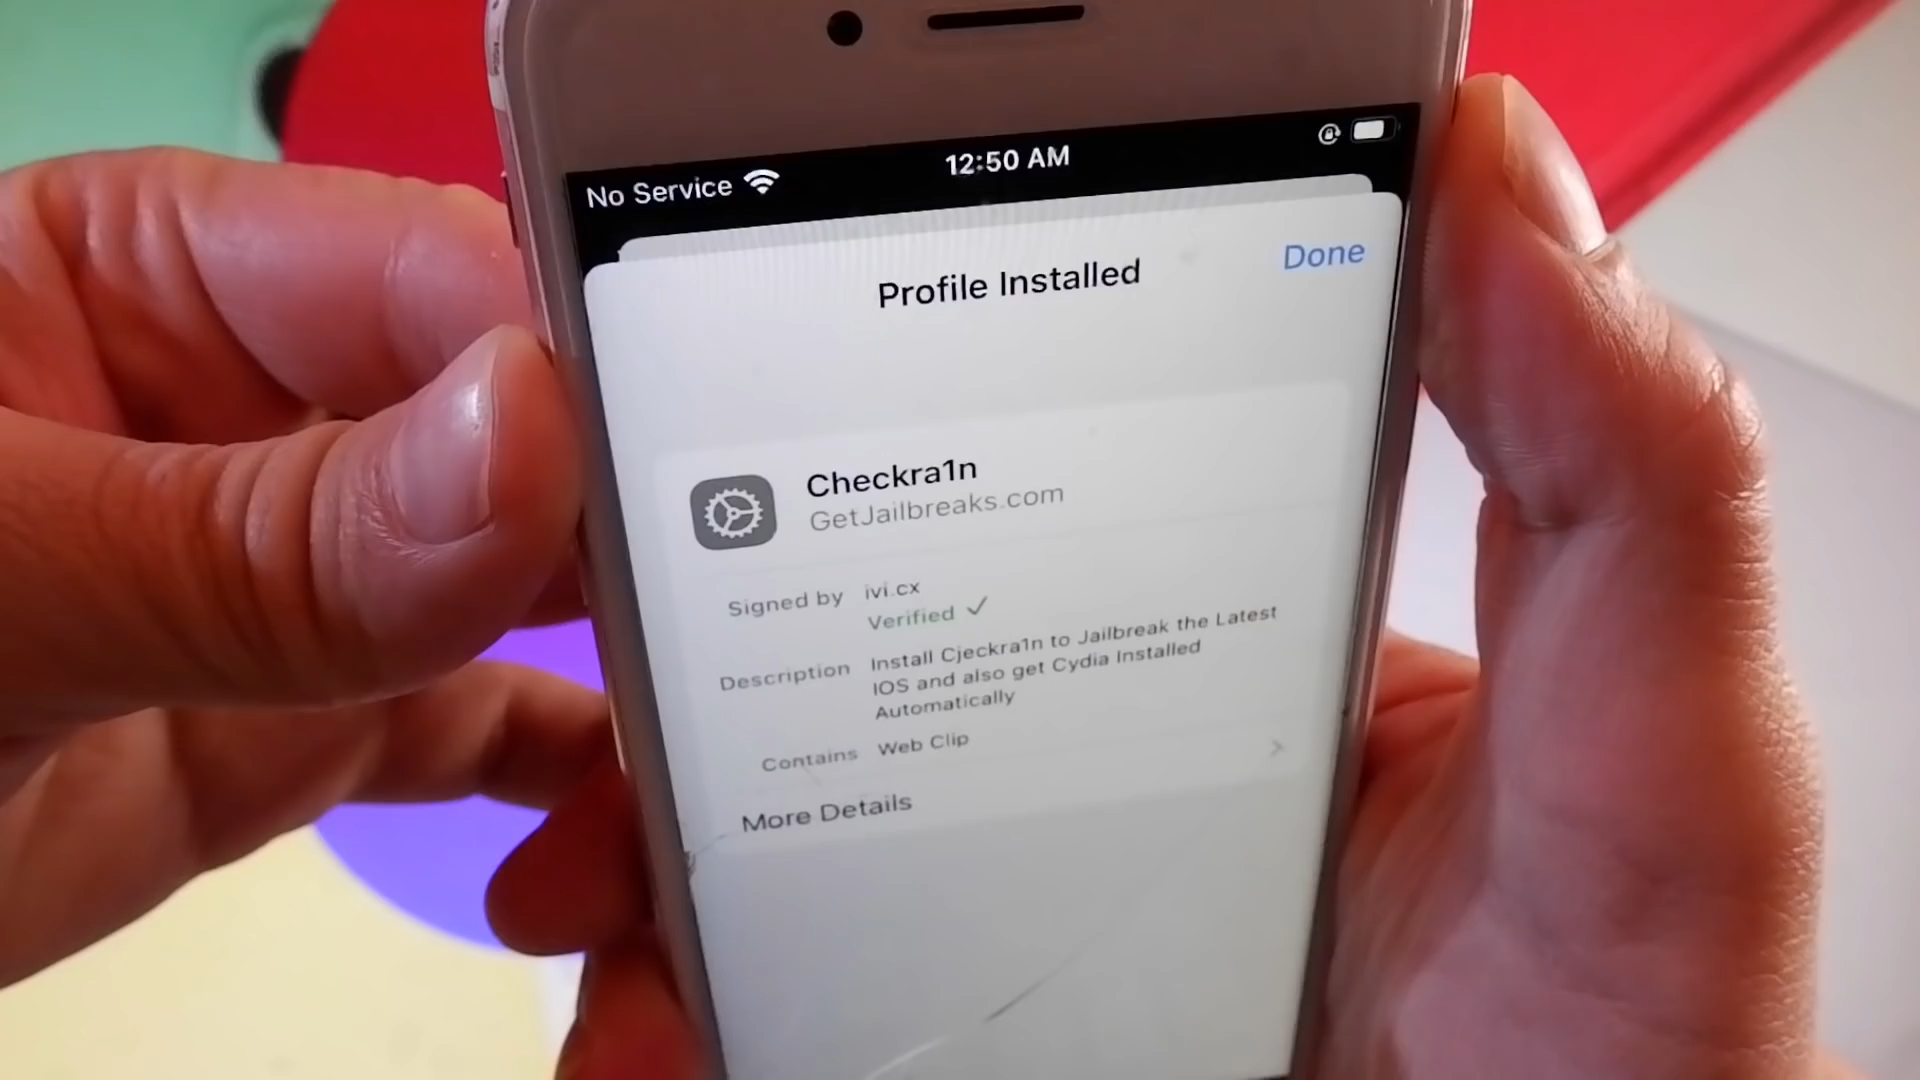 No Service
12:50 AM
Profile Installed
Done
Checkra1n
GetJailbreaks.com
Signed by ivi.cx
Verified ✓
Description Install Cjeckra1n to Jailbreak the Latest
IOS and also get Cydia Installed
Automatically
Contains Web Clip
More Details